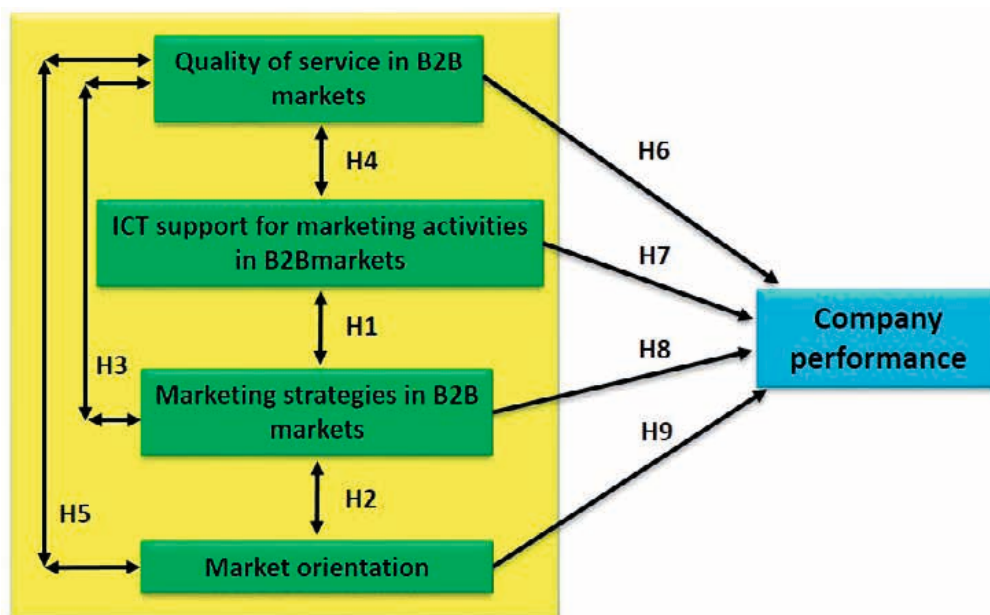 Quality of service in B2B
markets
H6
H4
ICT support for marketing activities
in B2Bmarkets
H7
Company
performance
H1
H8
H3
Marketing strategies in B2B
markets
H9
H2
H5
Market orientation